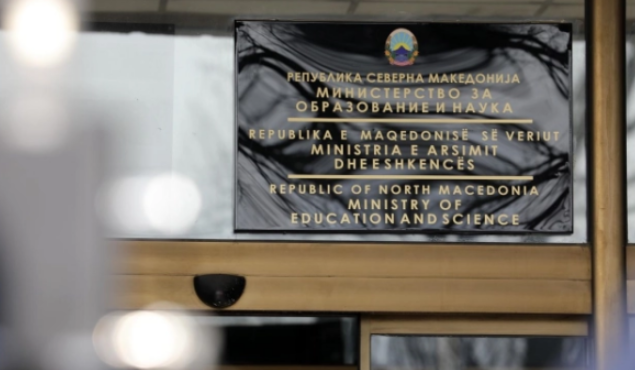 РЕПУБЛИКА СЕВЕРНА МАКЕДОНИЈА
МИНИСТЕРСТВО ЗА
ОБРАЗОВАНИЕ И НАУКА
REPUBLIKA E MAQEDONISË SË VERIUT
MINISTRIA E ARSIMIT
DHE ESHKENCËS
REPUBLIC OF NORTH MACEDONIA
MINISTRY OF
EDUCATION AND SCIENCE